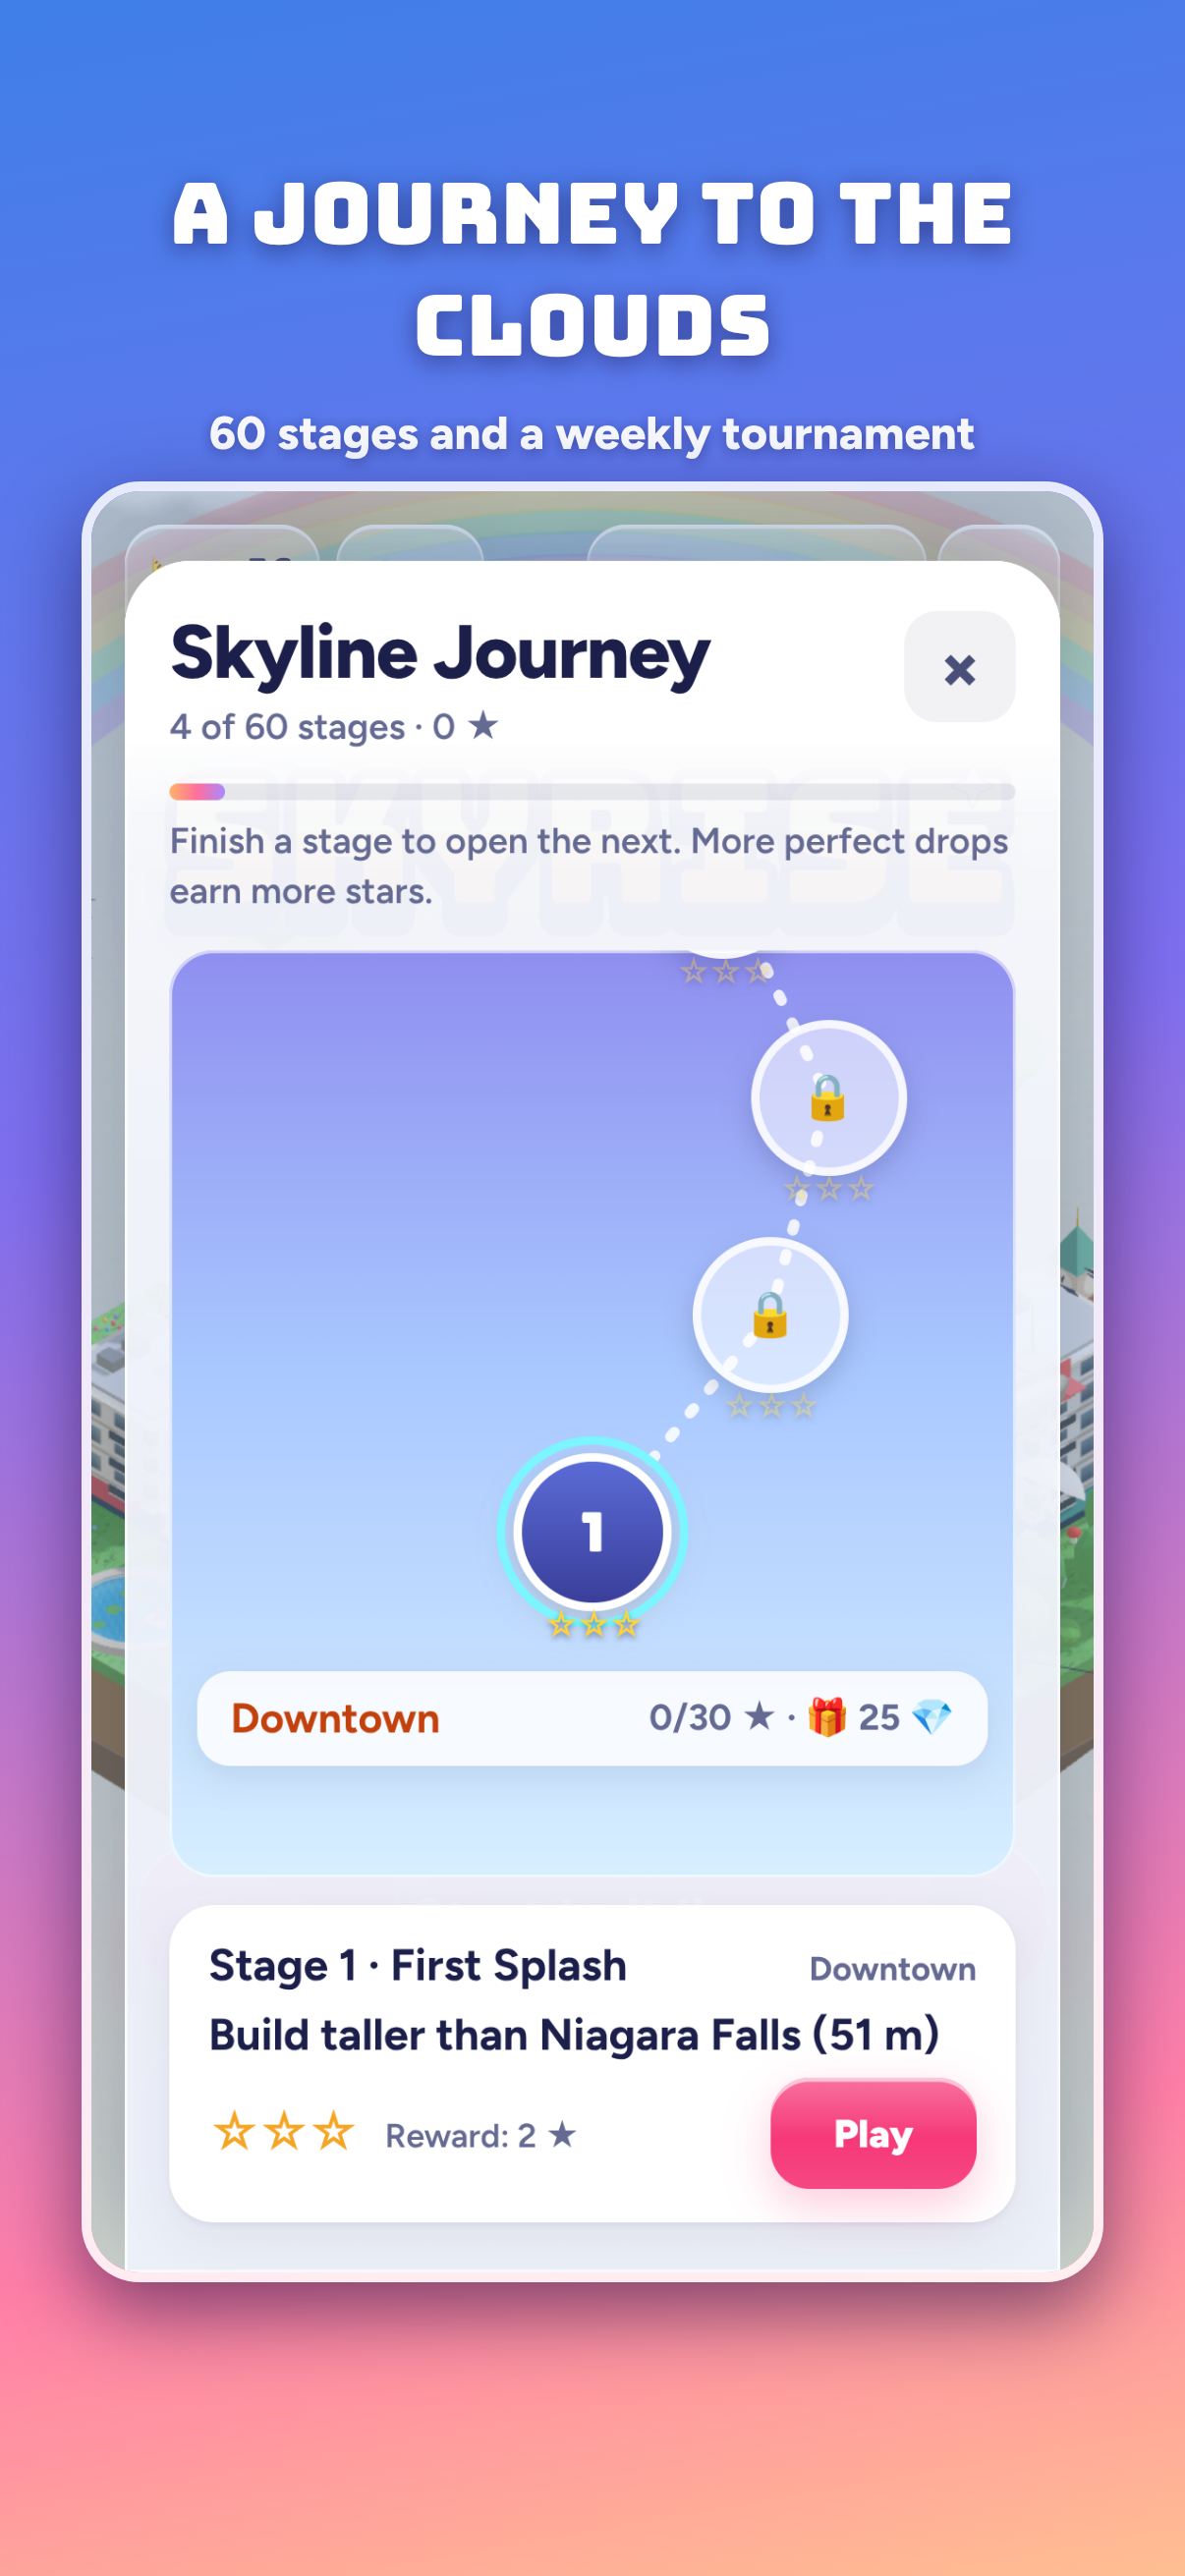 A JOURNEY TO THE
CLOUDS
60 stages and a weekly tournament
Skyline Journey
×
4 of 60 stages · 0 ★
SKYRISE
Finish a stage to open the next. More perfect drops
earn more stars.
1
Downtown 0/30 ★ · 🎁 25 💎
Stage 1 · First Splash Downtown
Build taller than Niagara Falls (51 m)
☆☆☆ Reward: 2 ★ Play